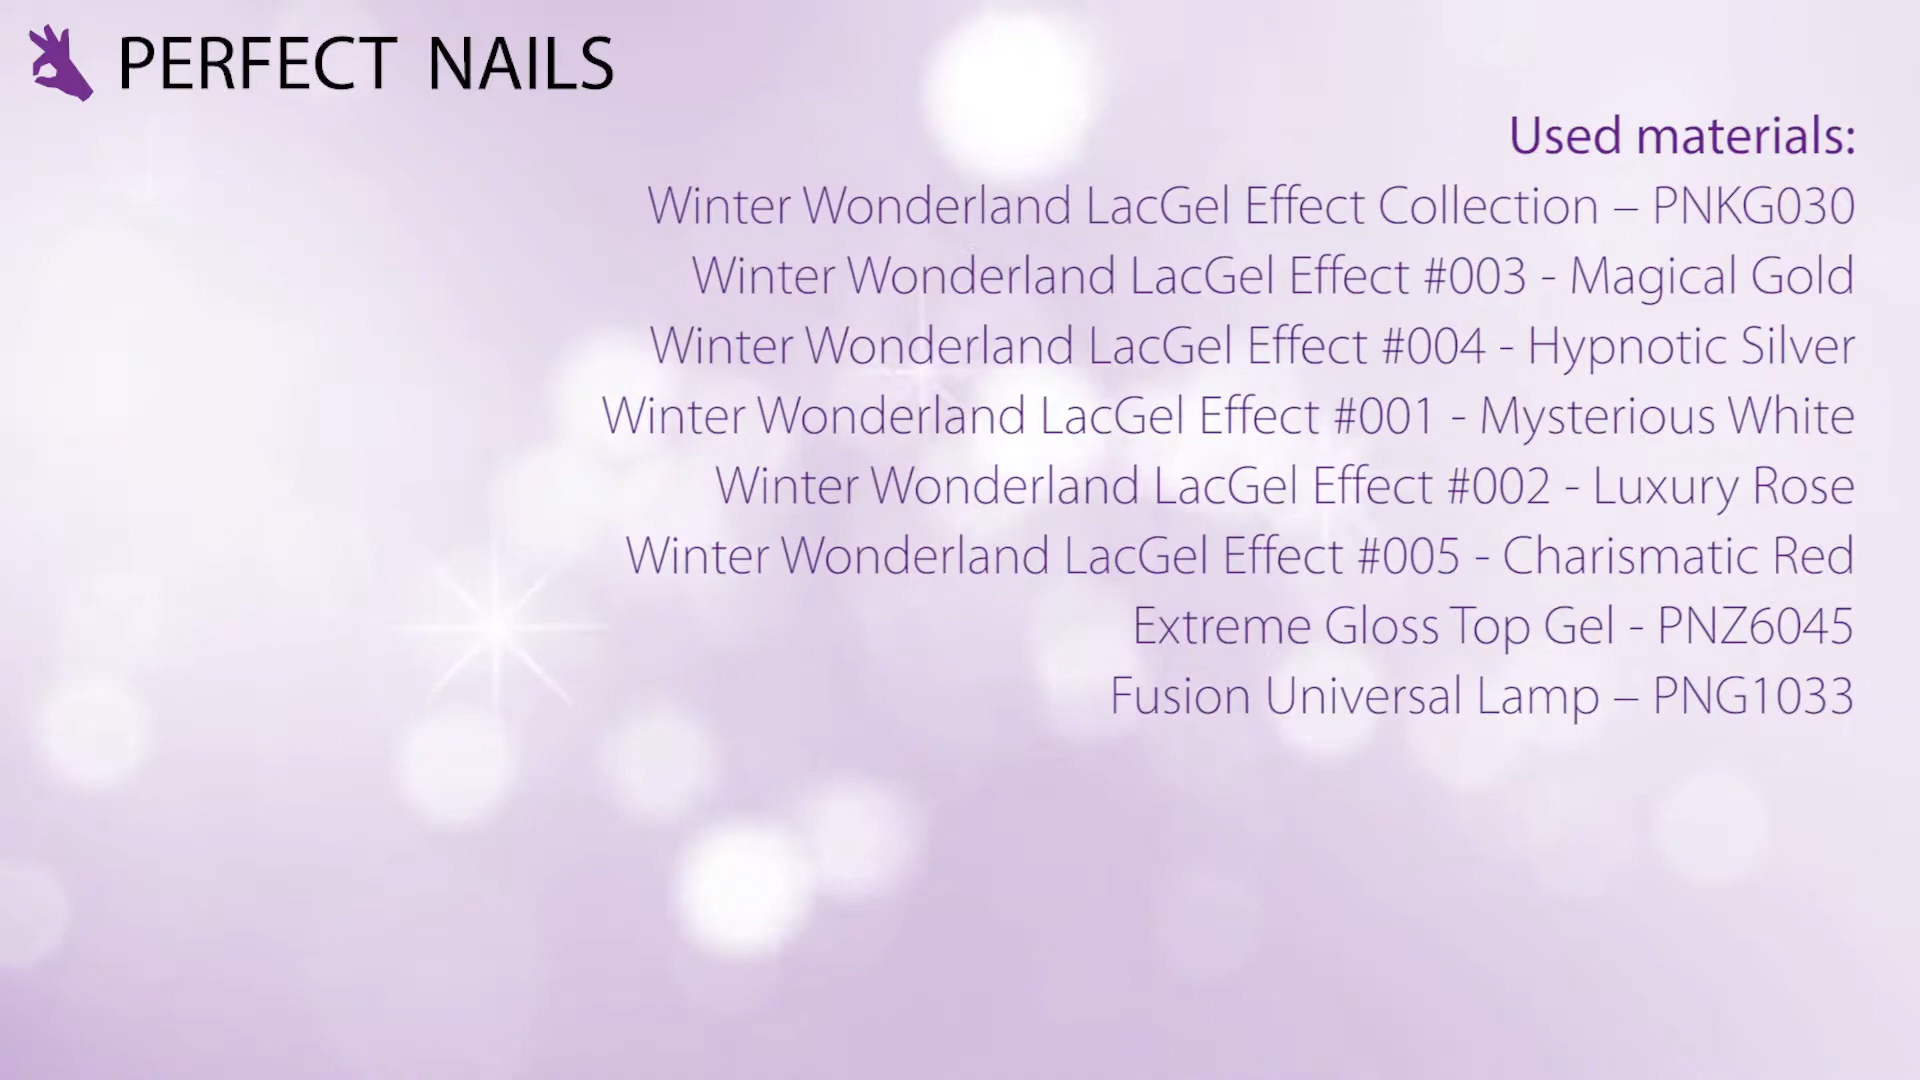 PERFECT NAILS
Used materials:
Winter Wonderland LacGel Effect Collection – PNKG030
Winter Wonderland LacGel Effect #003 - Magical Gold
Winter Wonderland LacGel Effect #004 - Hypnotic Silver
Winter Wonderland LacGel Effect #001 - Mysterious White
Winter Wonderland LacGel Effect #002 - Luxury Rose
Winter Wonderland LacGel Effect #005 - Charismatic Red
Extreme Gloss Top Gel - PNZ6045
Fusion Universal Lamp – PNG1033